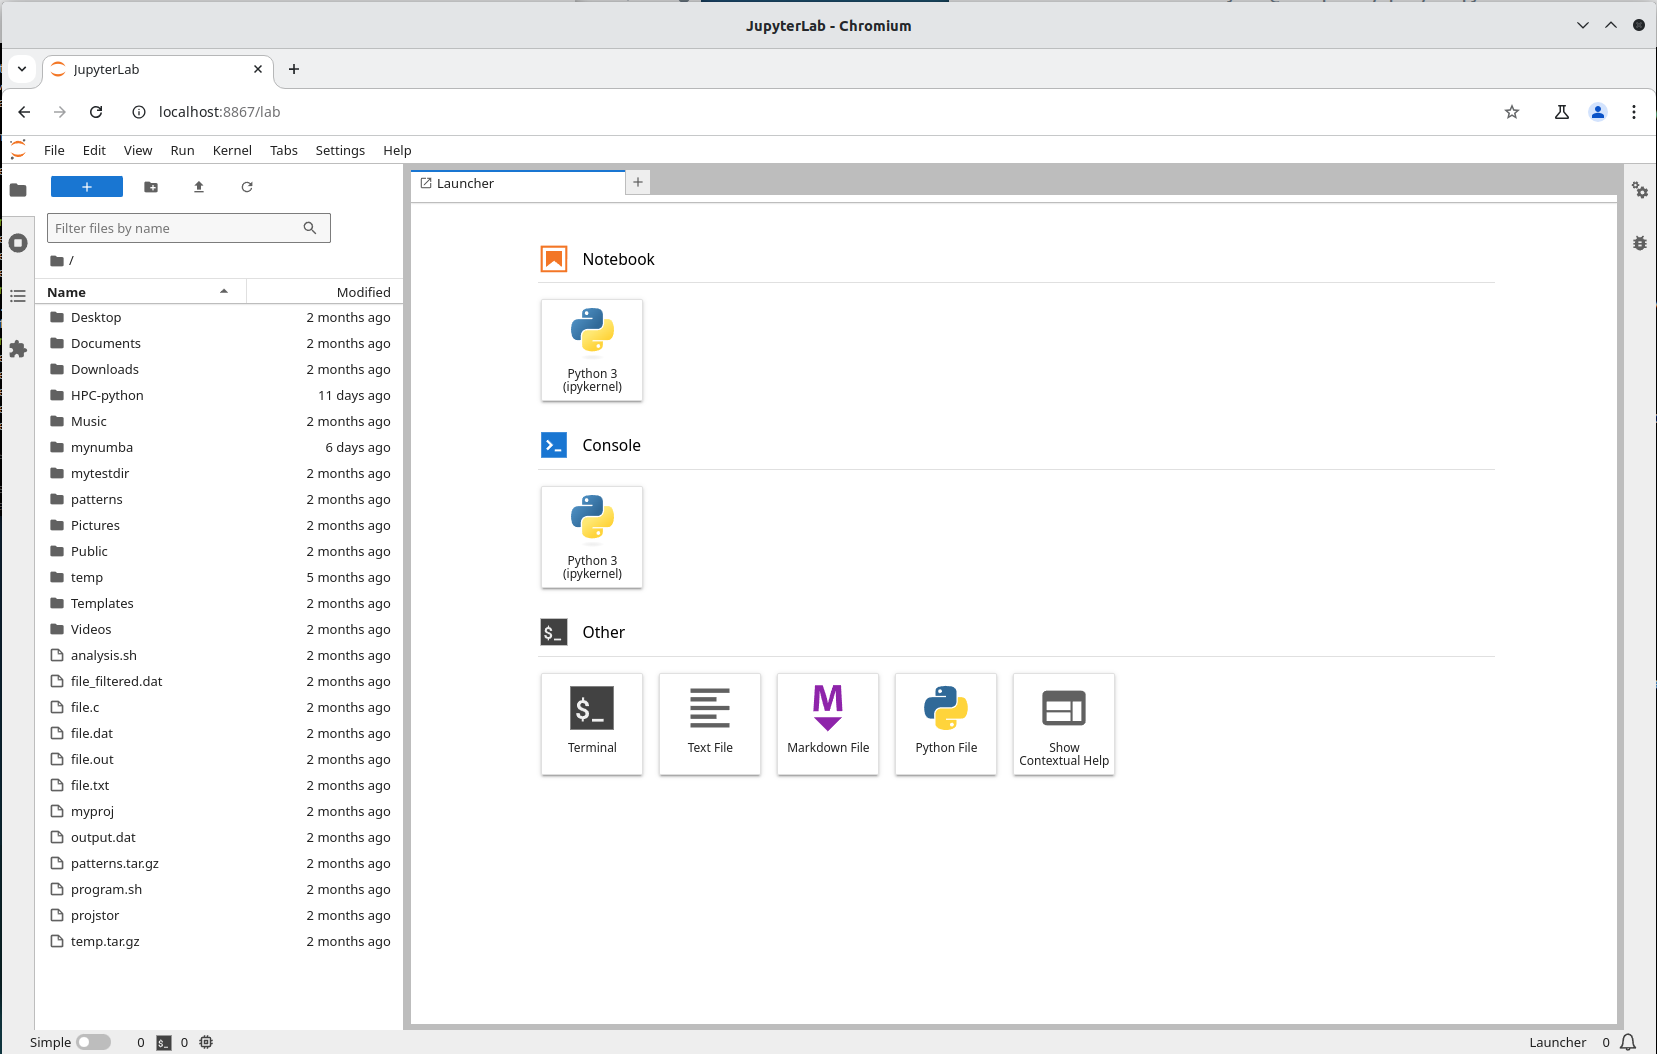 JupyterLab - Chromium
JupyterLab
localhost:8867/lab
File Edit View Run Kernel Tabs Settings Help
Launcher
Filter files by name
/
Name Modified
Desktop 2 months ago
Documents 2 months ago
Downloads 2 months ago
HPC-python 11 days ago
Music 2 months ago
mynumba 6 days ago
mytestdir 2 months ago
patterns 2 months ago
Pictures 2 months ago
Public 2 months ago
temp 5 months ago
Templates 2 months ago
Videos 2 months ago
analysis.sh 2 months ago
file_filtered.dat 2 months ago
file.c 2 months ago
file.dat 2 months ago
file.out 2 months ago
file.txt 2 months ago
myproj 2 months ago
output.dat 2 months ago
patterns.tar.gz 2 months ago
program.sh 2 months ago
projstor 2 months ago
temp.tar.gz 2 months ago
Notebook
Python 3
(ipykernel)
Console
Python 3
(ipykernel)
$_ Other
$_
Terminal
Text File
M
Markdown File
Python File
Show
Contextual Help
Simple 0 $_ 0
Launcher 0